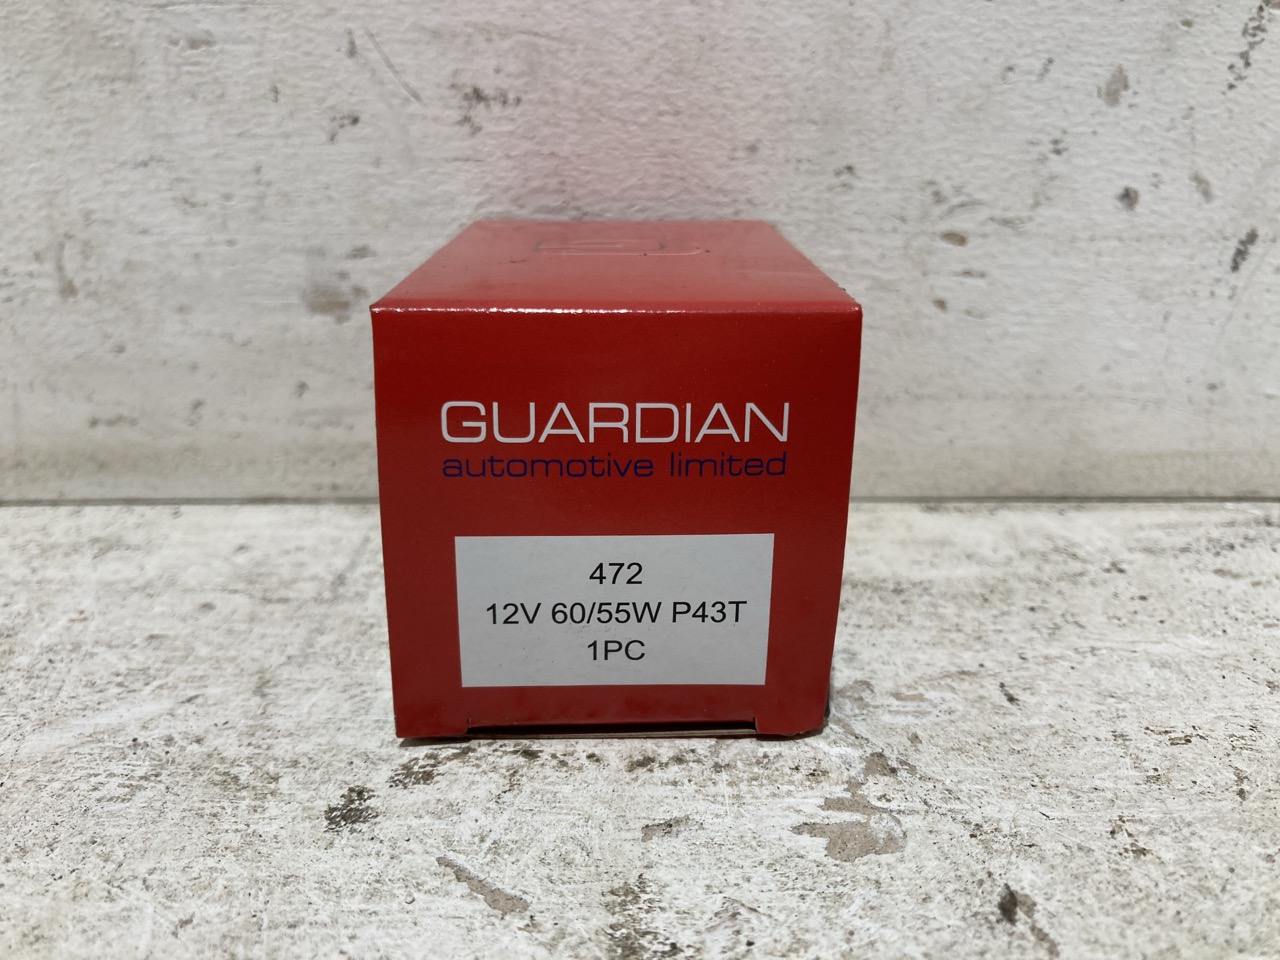 GUARDIAN
automotive limited
472
12V 60/55W P43T
1PC